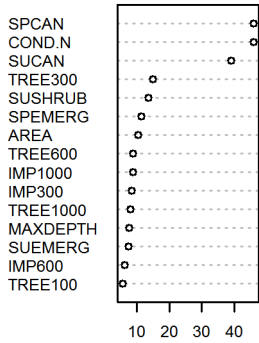 SPCAN
COND.N
SUCAN
TREE300
SUSHRUB
SPEMERG
AREA
TREE600
IMP1000
IMP300
TREE1000
MAXDEPTH
SUEMERG
IMP600
TREE100
10 20 30 40